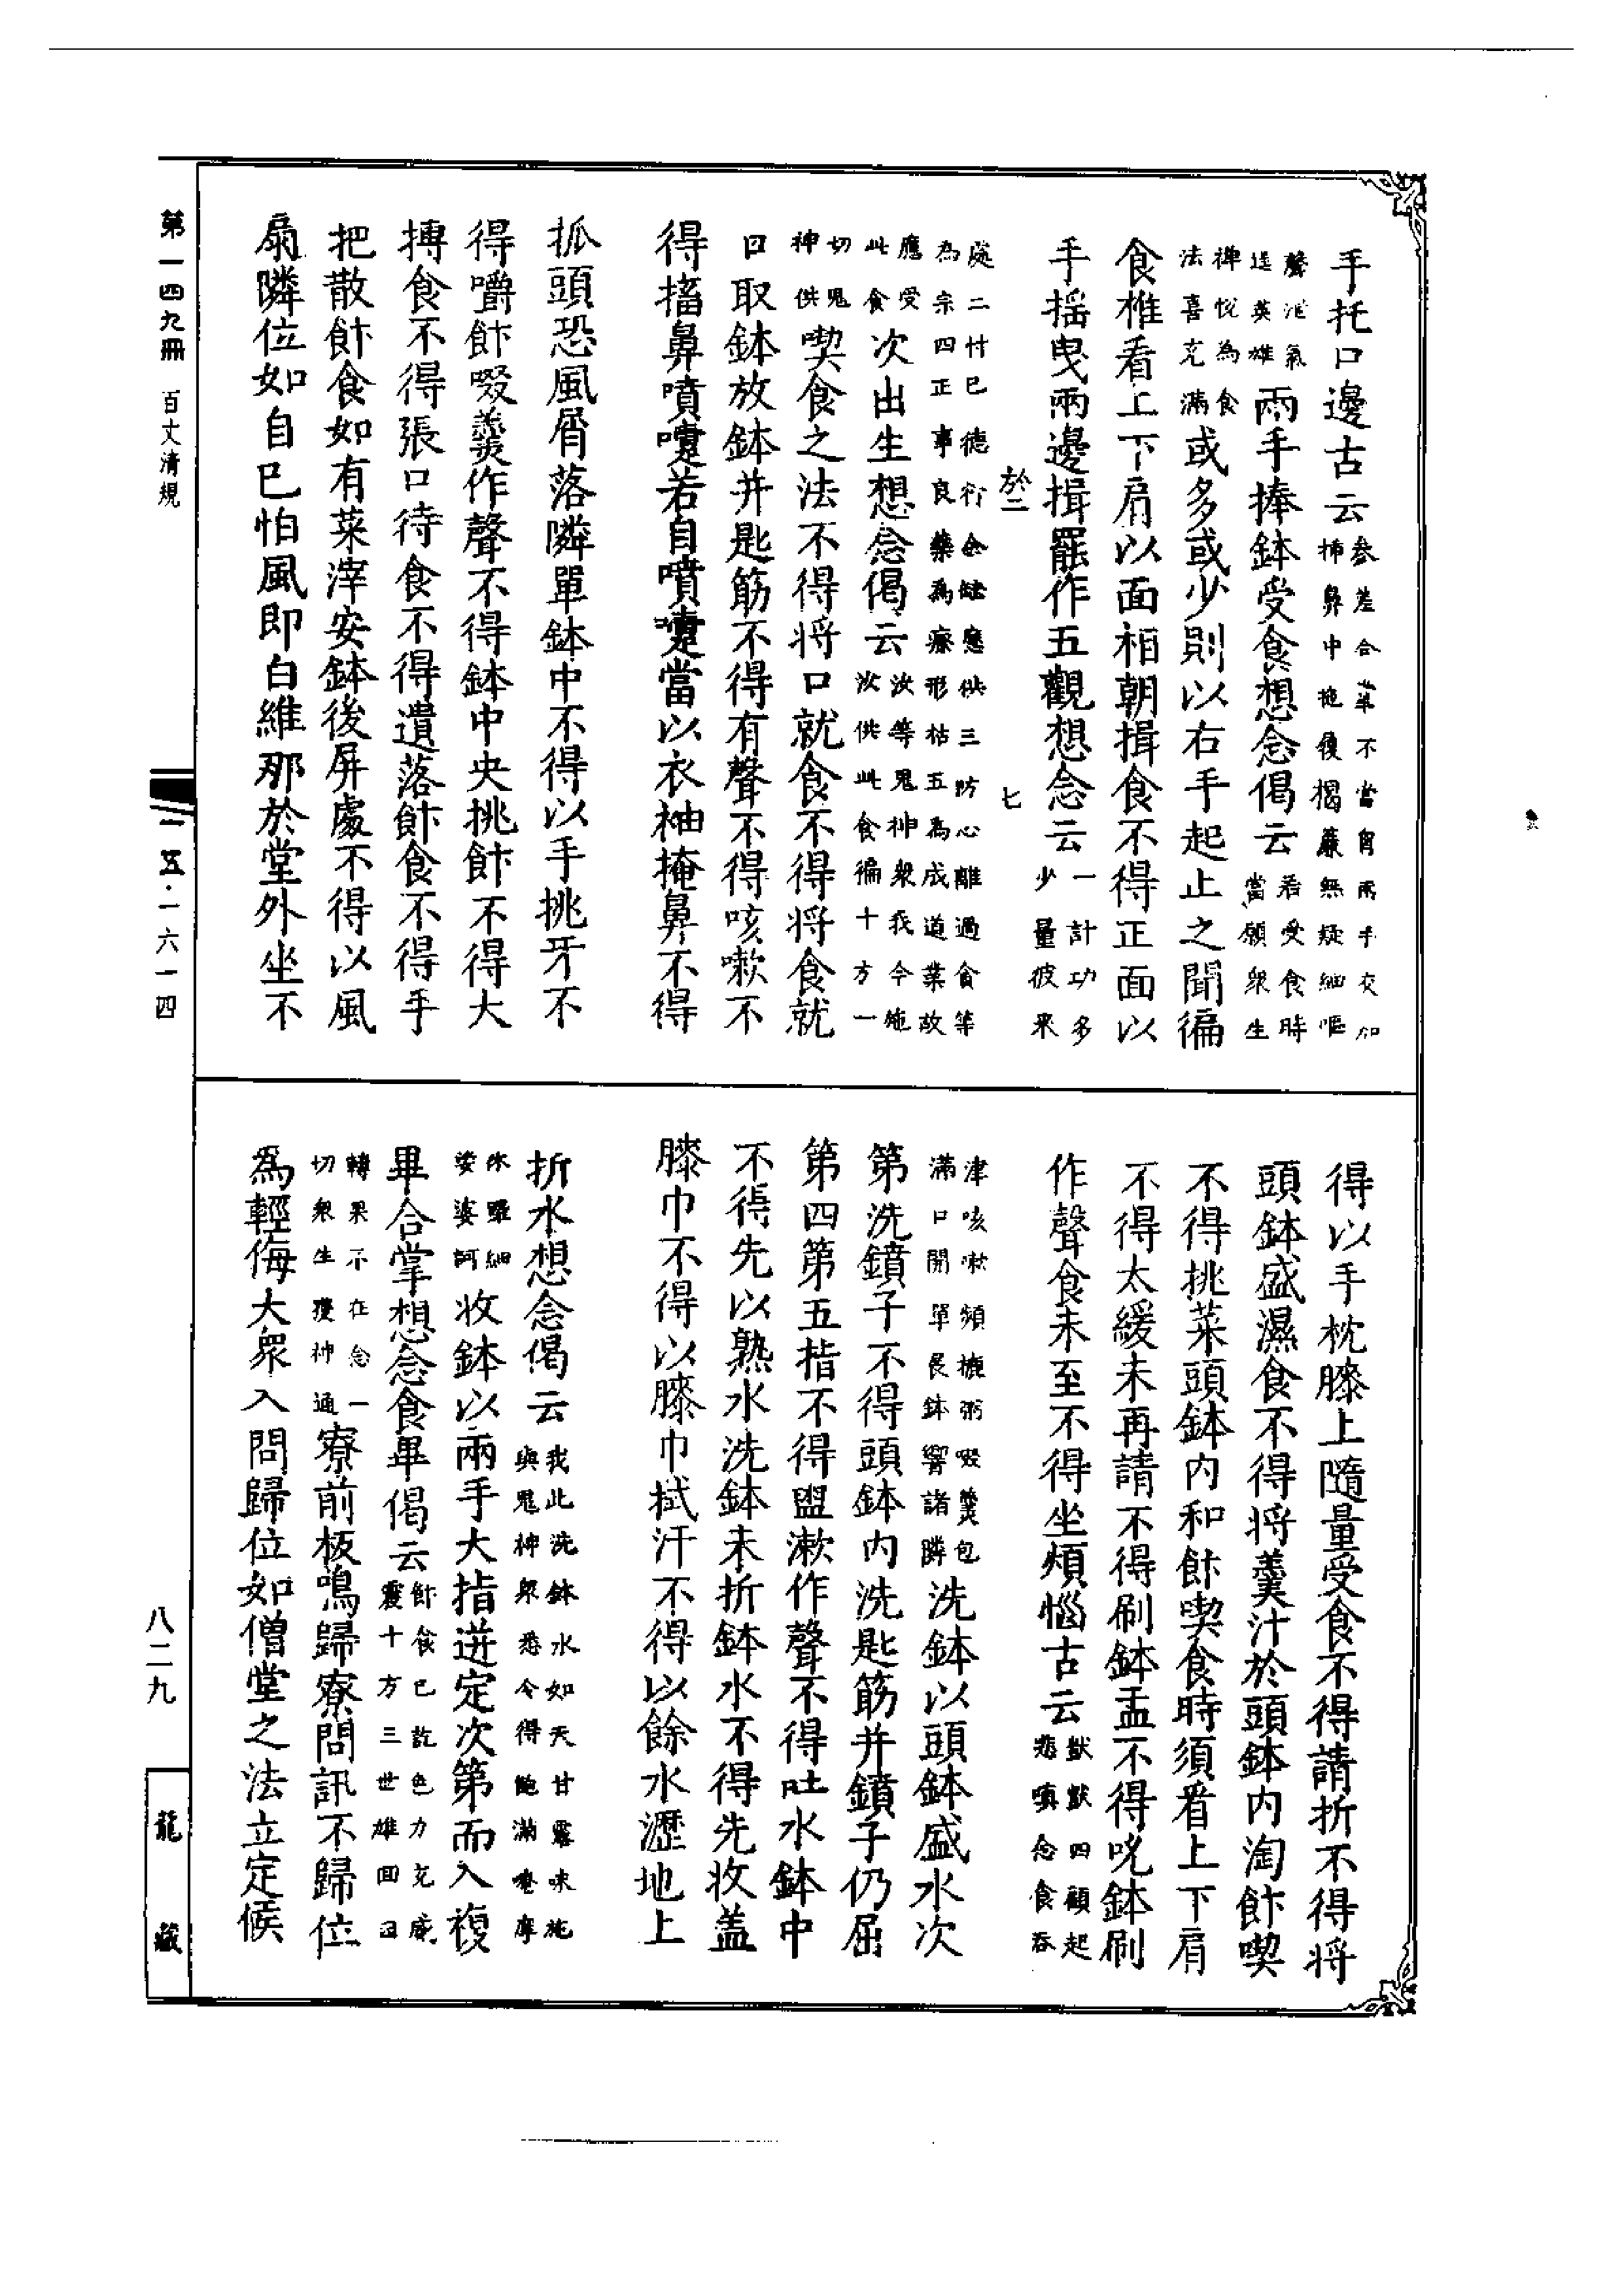 手托口邊古云參差合掌不當胷兩手交加
插鼻中拖後揭簾無疑細嘔
聲泄氣
逞英雄兩手捧鉢受食想念偈云若受食時
當願衆生
禪悅為食
法喜充滿或多或少則以右手起止之聞徧
食椎看上下肩以面相朝揖食不得正面以
手搖曳兩邊揖罷作五觀想念云一計功多
少量彼來
於二 七
處二忖已德行全缺應供三防心離過貪等
為宗四正事良藥為療形枯五為成道業故
應受
此食次出生想念偈云汝等鬼神衆我今施
汝供此食徧十方一
切鬼
神供喫食之法不得將口就食不得將食就
口取鉢放鉢并匙筯不得有聲不得咳嗽不
得搐鼻噴嚏若自噴嚏當以衣袖掩鼻不得
抓頭恐風屑落隣單鉢中不得以手挑牙不
得嚼飰啜羹作聲不得鉢中央挑飰不得大
摶食不得張口待食不得遺落飰食不得手
把散飰食如有菜滓安鉢後屏處不得以風
扇隣位如自己怕風即白維那於堂外坐不
得以手枕膝上隨量受食不得請折不得將
頭鉢盛濕食不得將羹汁於頭鉢內淘飰喫
不得挑菜頭鉢內和飰喫食時須看上下肩
不得太緩未再請不得刷鉢盂不得吮鉢刷
作聲食未至不得坐煩惱古云獃獃四顧起
悲嗔念食吞
津咳嗽頻攙粥啜羹包
滿口開單展鉢響諸隣洗鉢以頭鉢盛水次
第洗鐼子不得頭鉢內洗匙筯并鐼子仍屈
第四第五指不得盥漱作聲不得吐水鉢中
不得先以熟水洗鉢未折鉢水不得先收盖
膝巾不得以膝巾拭汗不得以餘水瀝地上
折水想念偈云我此洗鉢水如天甘露味施
與鬼神衆悉令得飽滿唵摩
休羅細
娑婆訶收鉢以兩手大指迸定次第而入複
畢合掌想念食畢偈云飰食已訖色力充威
震十方三世雄回因
轉果不在念一
切衆生獲神通寮前板鳴歸寮問訊不歸位
為輕侮大衆入問歸位如僧堂之法立定候
第一四九冊 百丈清規
一五·一六一四
八二九
龍藏